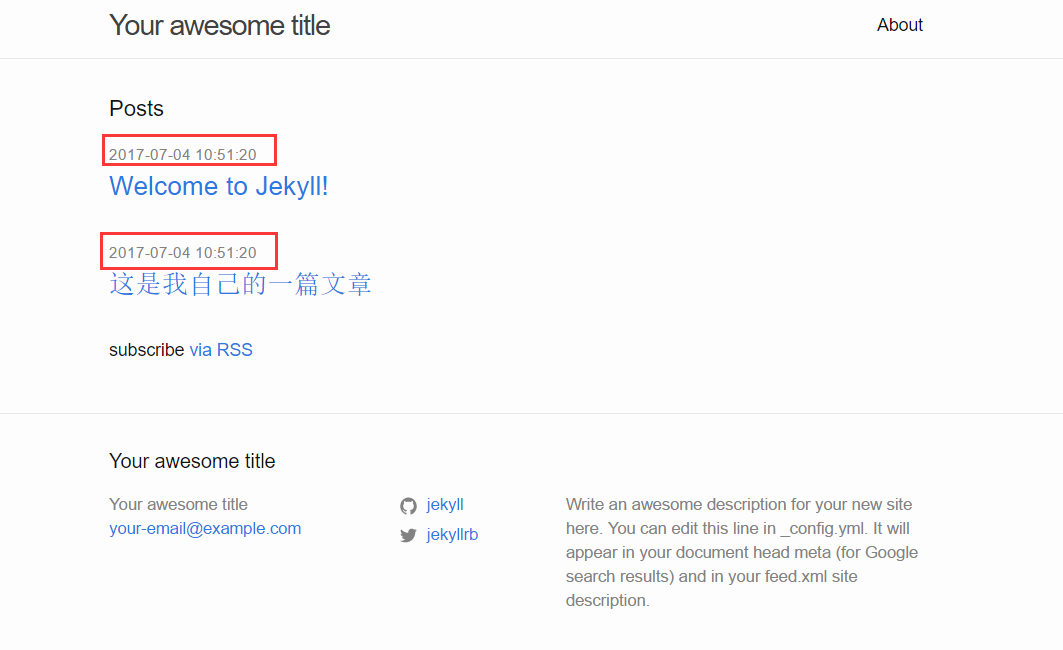 Your awesome title
About
Posts
2017-07-04 10:51:20
Welcome to Jekyll!
2017-07-04 10:51:20
这是我自己的一篇文章
subscribe via RSS
Your awesome title
Your awesome title
your-email@example.com
jekyll
jekyllrb
Write an awesome description for your new site
here. You can edit this line in _config.yml. It will
appear in your document head meta (for Google
search results) and in your feed.xml site
description.